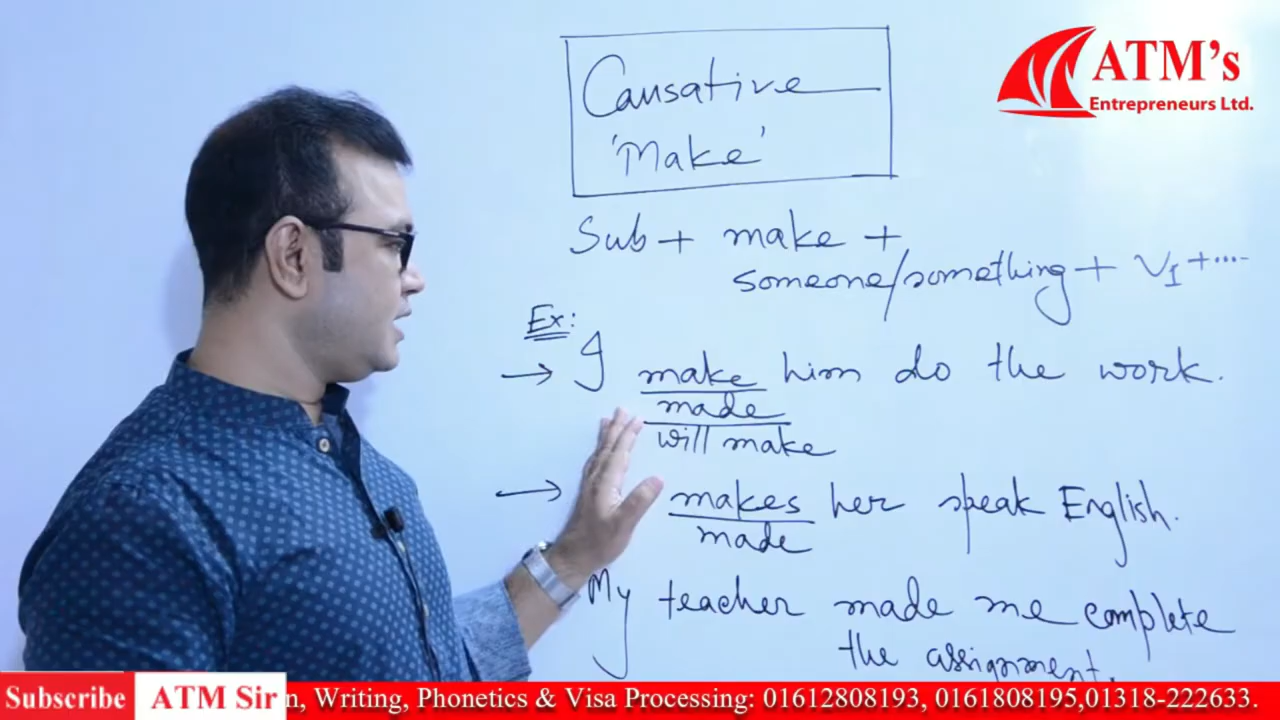 Causative
'Make'
ATM's
Entrepreneurs Ltd.
Sub + make +
someone/something + V1 + ....
Ex:
→ I make him do the work.
made
will make
→ makes her speak English.
made
My teacher made me complete
the assignment.
Subscribe ATM Sir n, Writing, Phonetics & Visa Processing: 01612808193, 0161808195,01318-222633.